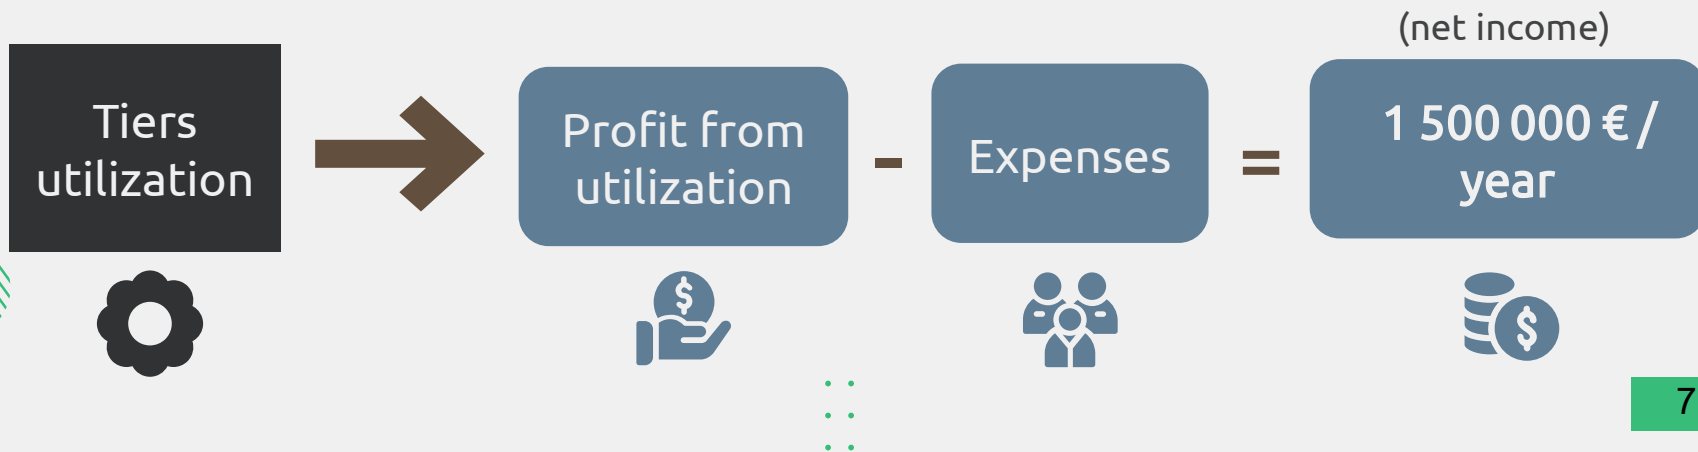 (net income)
Tiers
utilization
Profit from
utilization
-
Expenses
=
1 500 000 € /
year
7